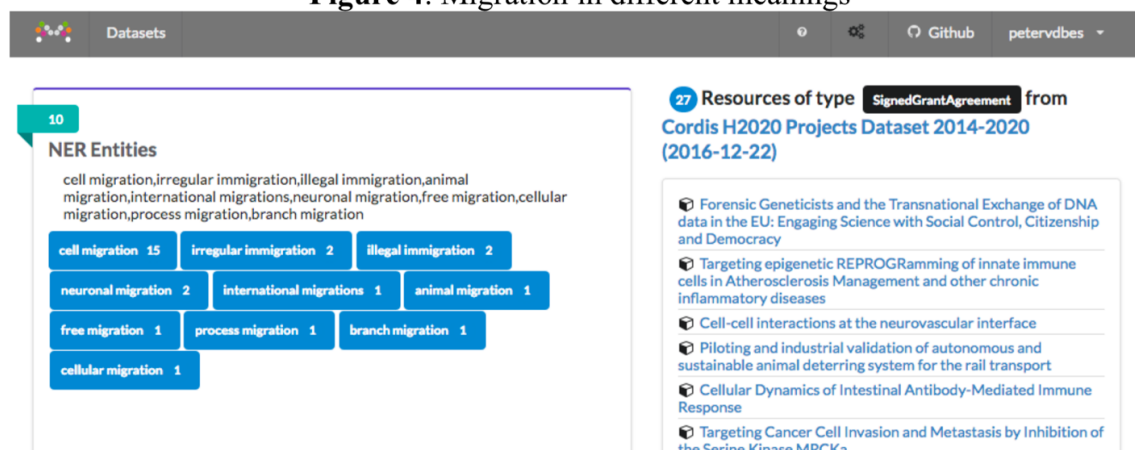 Figure 4. Migration in different meanings
Datasets
Github petervdbes
10
NER Entities
cell migration,irregular immigration,illegal immigration,animal
migration,international migrations,neuronal migration,free migration,cellular
migration,process migration,branch migration
cell migration 15 irregular immigration 2 illegal immigration 2
neuronal migration 2 international migrations 1 animal migration 1
free migration 1 process migration 1 branch migration 1
cellular migration 1
27 Resources of type SignedGrantAgreement from
Cordis H2020 Projects Dataset 2014-2020
(2016-12-22)
Forensic Geneticists and the Transnational Exchange of DNA
data in the EU: Engaging Science with Social Control, Citizenship
and Democracy
Targeting epigenetic REPROGRamming of innate immune
cells in Atherosclerosis Management and other chronic
inflammatory diseases
Cell-cell interactions at the neurovascular interface
Piloting and industrial validation of autonomous and
sustainable animal deterring system for the rail transport
Cellular Dynamics of Intestinal Antibody-Mediated Immune
Response
Targeting Cancer Cell Invasion and Metastasis by Inhibition of
the Serine Kinase MRCKa